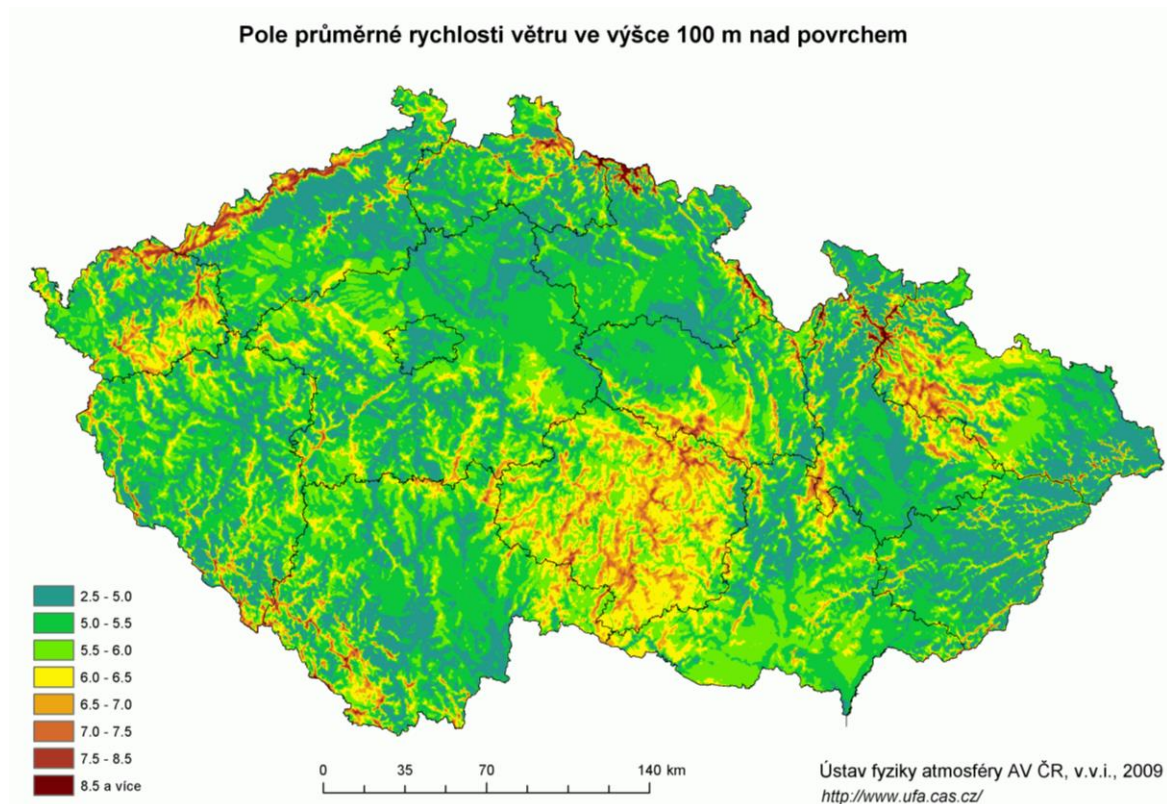 Pole průměrné rychlosti větru ve výšce 100 m nad povrchem
2.5 - 5.0
5.0 - 5.5
5.5 - 6.0
6.0 - 6.5
6.5 - 7.0
7.0 - 7.5
7.5 - 8.5
8.5 a více
0 35 70 140 km
Ústav fyziky atmosféry AV ČR, v.v.i., 2009
http://www.ufa.cas.cz/